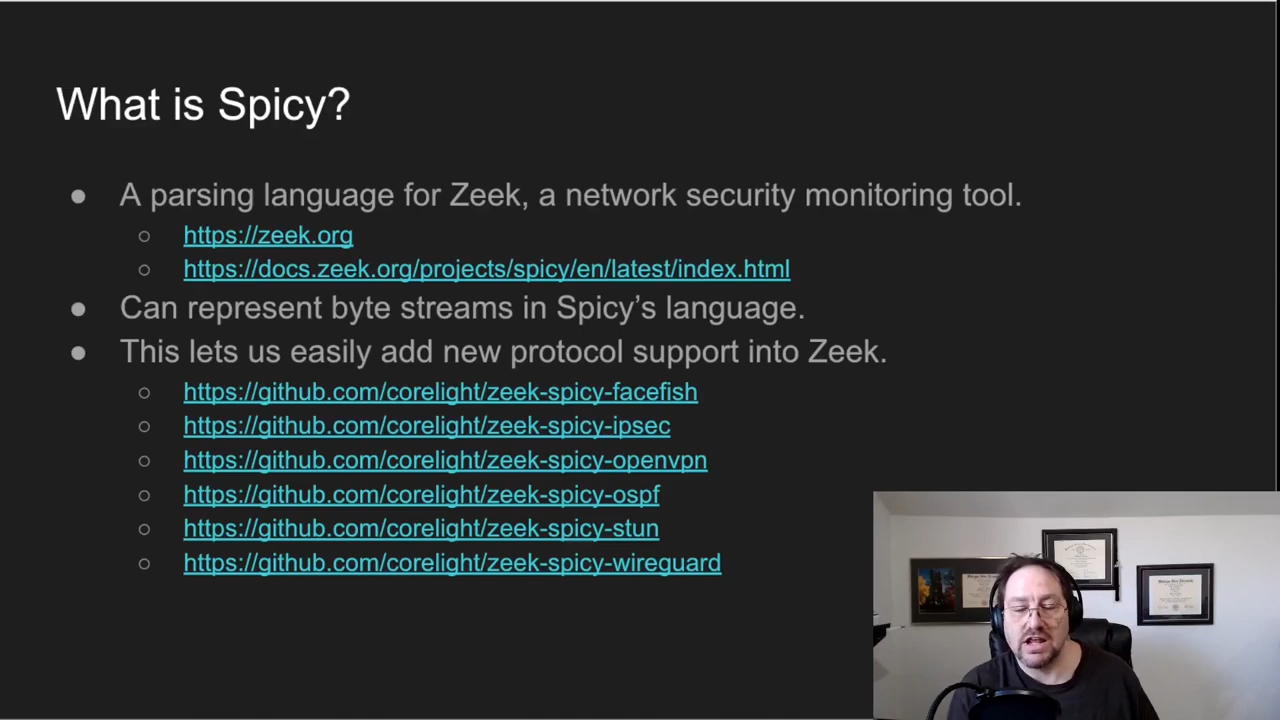 What is Spicy?
● A parsing language for Zeek, a network security monitoring tool.
○ https://zeek.org
○ https://docs.zeek.org/projects/spicy/en/latest/index.html
● Can represent byte streams in Spicy’s language.
● This lets us easily add new protocol support into Zeek.
○ https://github.com/corelight/zeek-spicy-facefish
○ https://github.com/corelight/zeek-spicy-ipsec
○ https://github.com/corelight/zeek-spicy-openvpn
○ https://github.com/corelight/zeek-spicy-ospf
○ https://github.com/corelight/zeek-spicy-stun
○ https://github.com/corelight/zeek-spicy-wireguard